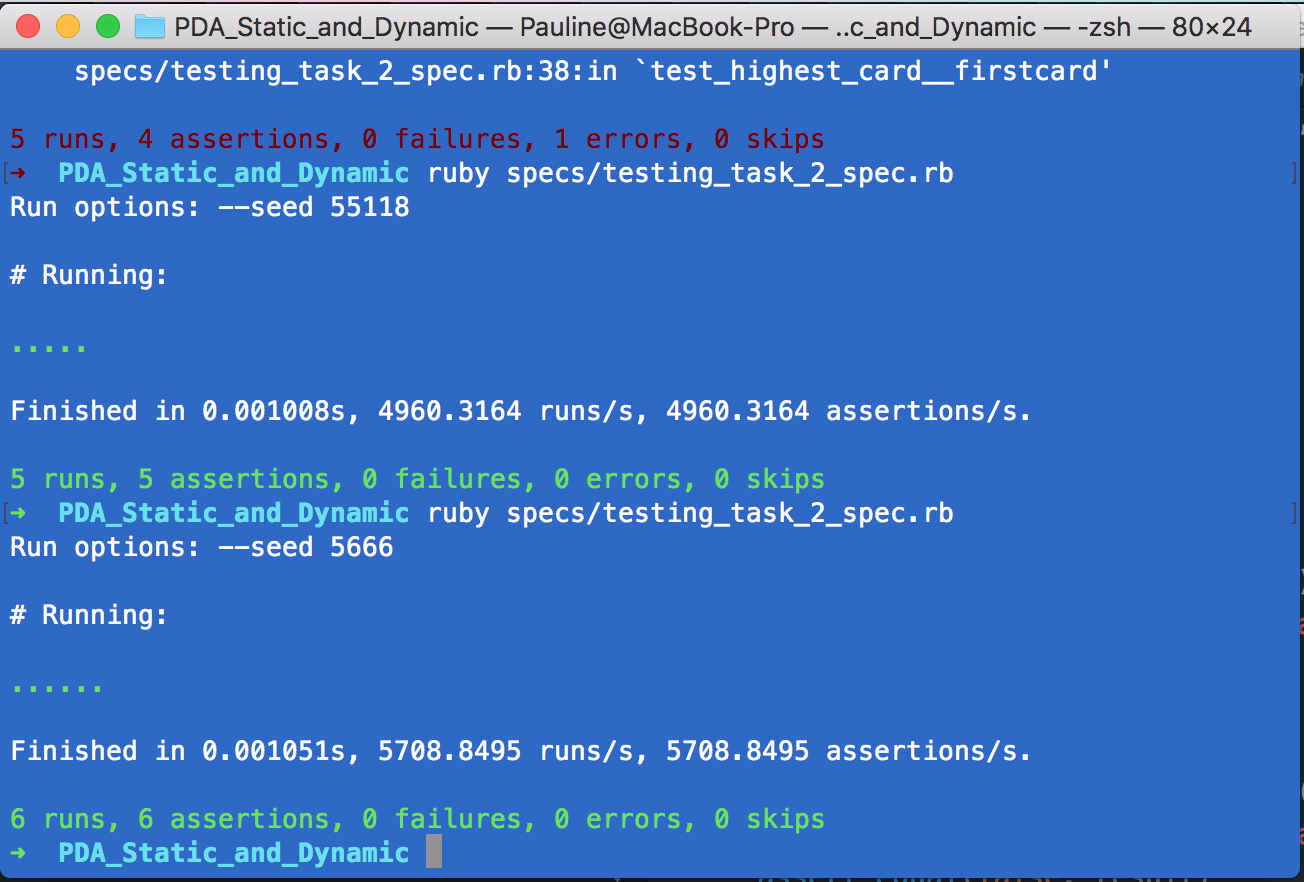 PDA_Static_and_Dynamic — Pauline@MacBook-Pro — ..c_and_Dynamic — -zsh — 80×24
specs/testing_task_2_spec.rb:38:in `test_highest_card__firstcard'
5 runs, 4 assertions, 0 failures, 1 errors, 0 skips
[→ PDA_Static_and_Dynamic ruby specs/testing_task_2_spec.rb ]
Run options: --seed 55118
# Running:
.....
Finished in 0.001008s, 4960.3164 runs/s, 4960.3164 assertions/s.
5 runs, 5 assertions, 0 failures, 0 errors, 0 skips
[→ PDA_Static_and_Dynamic ruby specs/testing_task_2_spec.rb ]
Run options: --seed 5666
# Running:
......
Finished in 0.001051s, 5708.8495 runs/s, 5708.8495 assertions/s.
6 runs, 6 assertions, 0 failures, 0 errors, 0 skips
→ PDA_Static_and_Dynamic